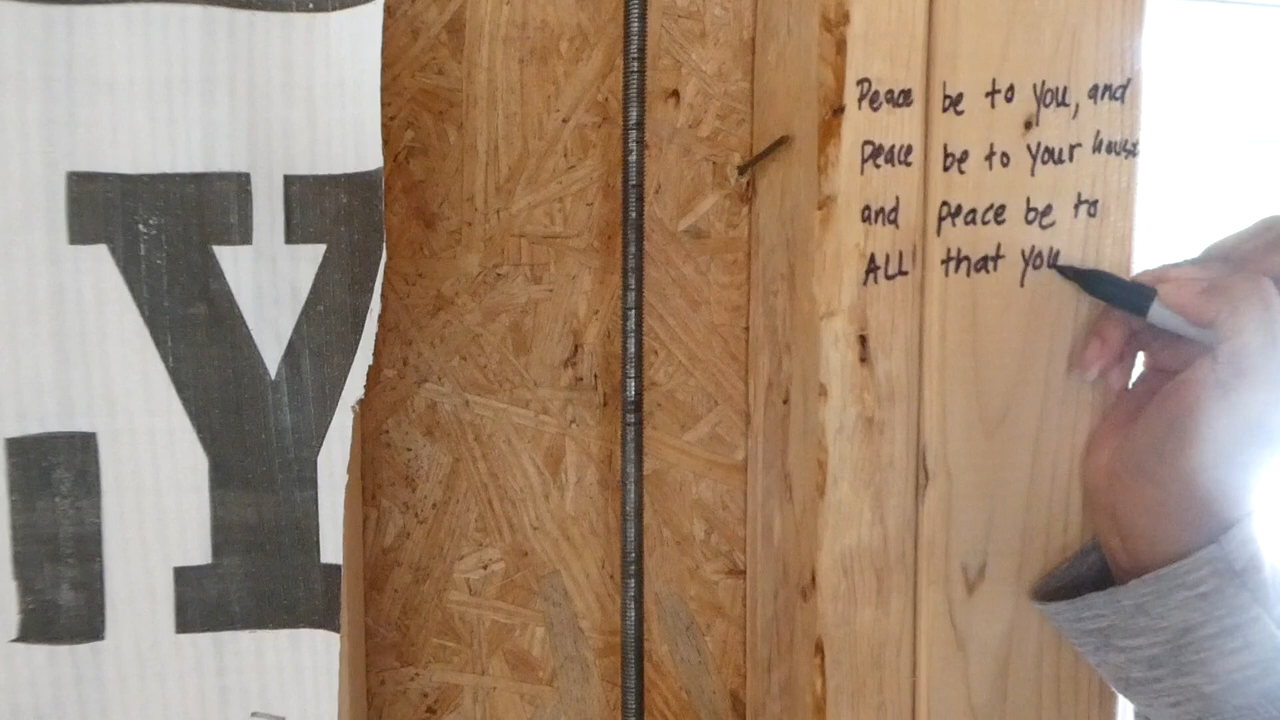 Y
Peace be to you, and
peace be to your house
and peace be to
ALL that you